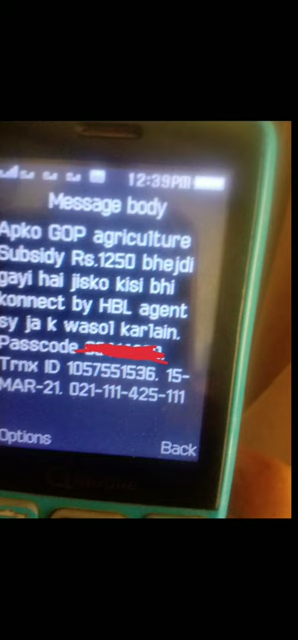 12:39PM
Message body
Apko GOP agriculture
Subsidy Rs.1250 bhejdi
gayi hai jisko kisi bhi
konnect by HBL agent
sy ja k wasol karlain.
Passcode
Trnx ID 1057551536. 15-
MAR-21. 021-111-425-111
Options
Back